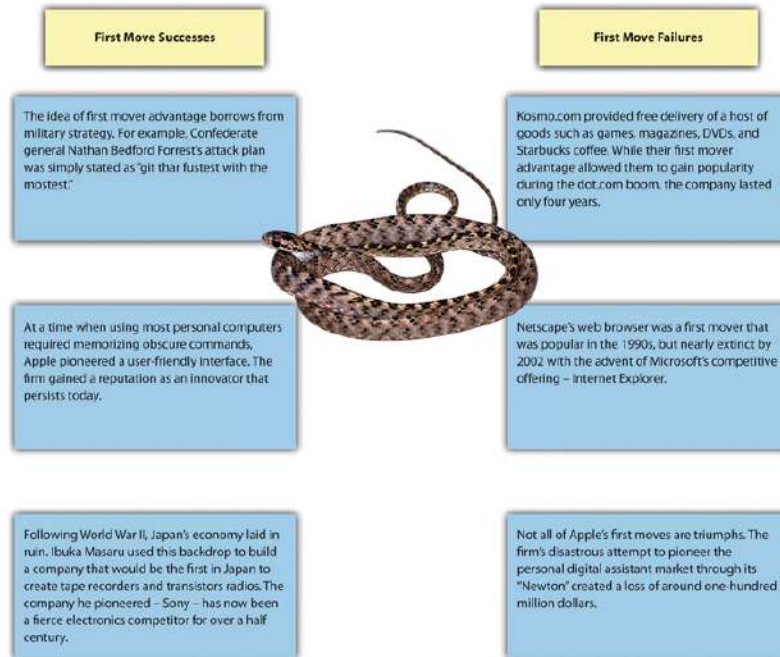 First Move Successes
The idea of first mover advantage borrows from
military strategy. For example, Confederate
general Nathan Bedford Forrest's attack plan
was simply stated as "git thar fustest with the
mostest."
At a time when using most personal computers
required memorizing obscure commands,
Apple pioneered a user-friendly interface. The
firm gained a reputation as an innovator that
persists today.
Following World War II, Japan's economy laid in
ruin. Ibuka Masaru used this backdrop to build
a company that would be the first in Japan to
create tape recorders and transistors radios. The
company he pioneered – Sony – has now been
a fierce electronics competitor for over a half
century.
First Move Failures
Kosmo.com provided free delivery of a host of
goods such as games, magazines, DVDs, and
Starbucks coffee. While their first mover
advantage allowed them to gain popularity
during the dot.com boom, the company lasted
only four years.
Netscape's web browser was a first mover that
was popular in the 1990s, but nearly extinct by
2002 with the advent of Microsoft's competitive
offering – Internet Explorer.
Not all of Apple's first moves are triumphs. The
firm's disastrous attempt to pioneer the
personal digital assistant market through its
"Newton" created a loss of around one-hundred
million dollars.